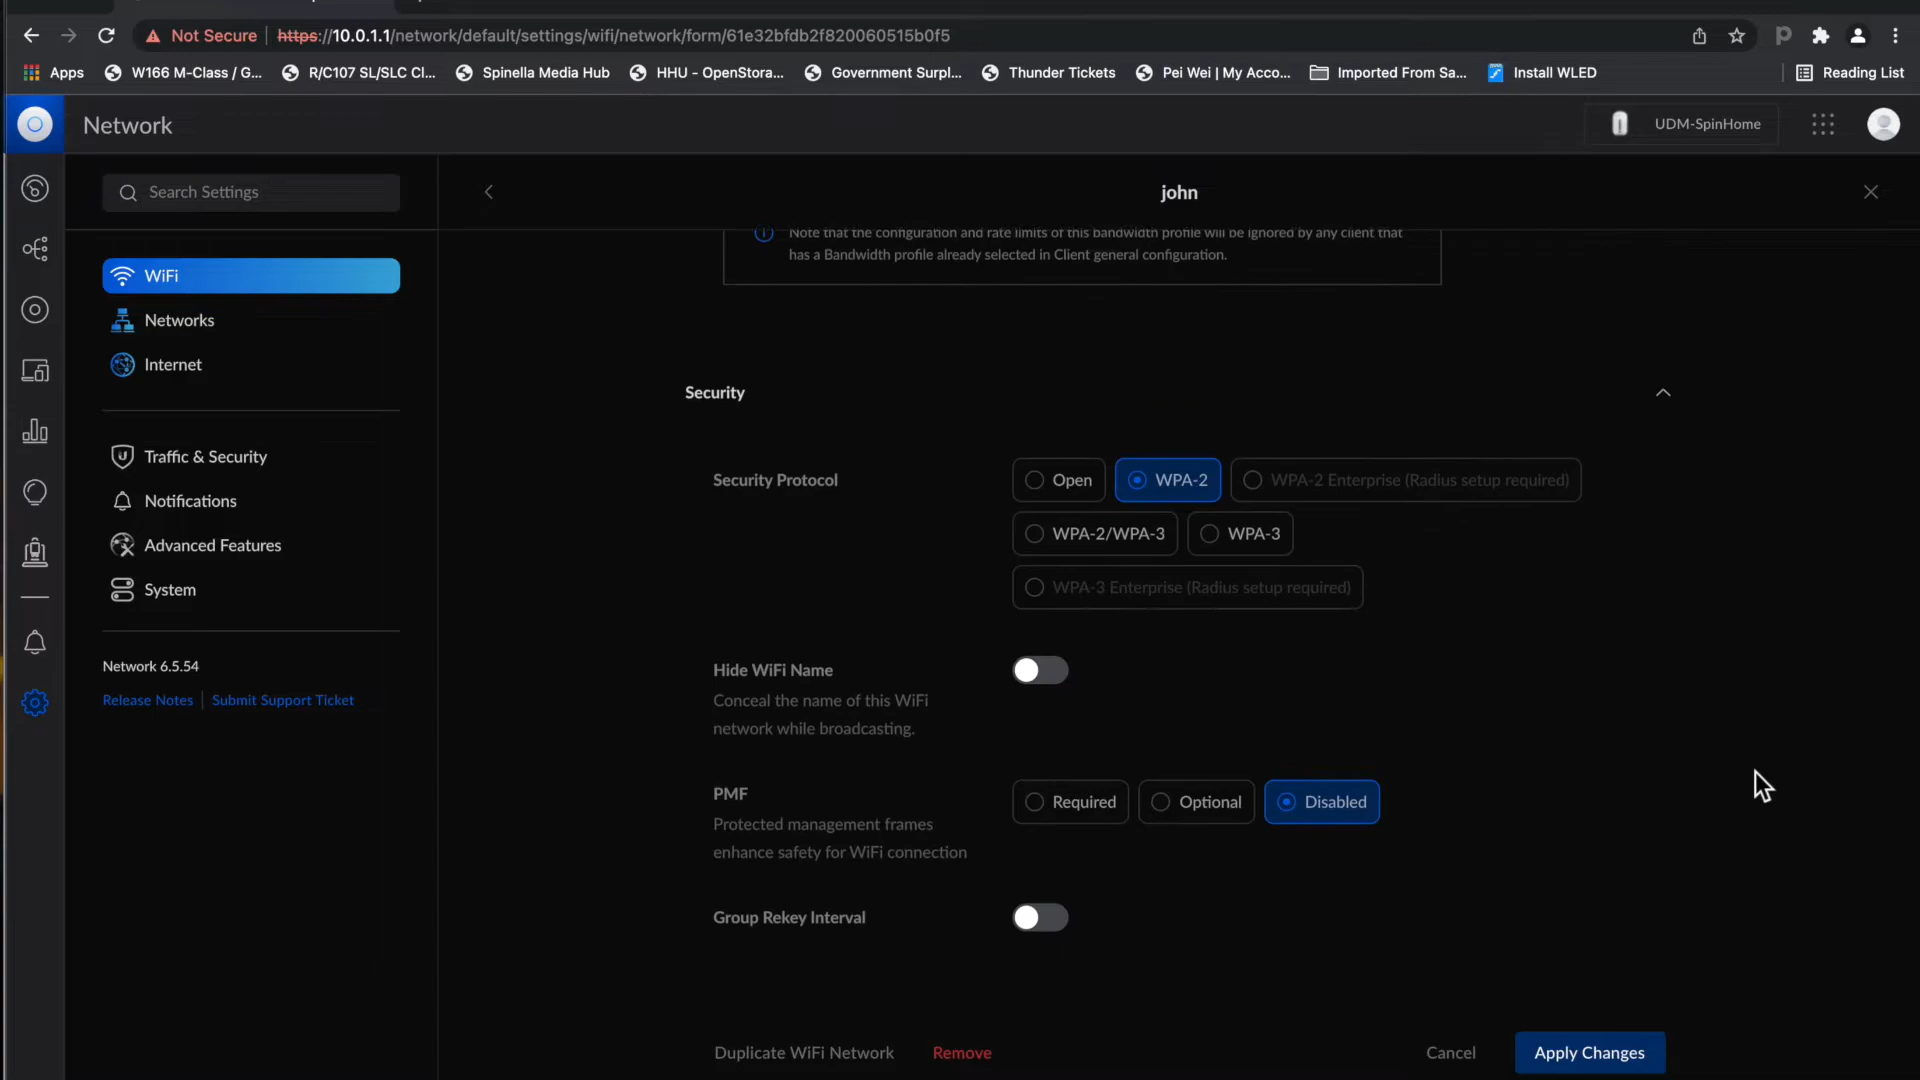 Not Secure https://10.0.1.1/network/default/settings/wifi/network/form/61e32bfdb2f820060515b0f5
Apps W166 M-Class / G... R/C107 SL/SLC Cl... Spinella Media Hub HHU - OpenStora... Government Surpl... Thunder Tickets Pei Wei | My Acco... Imported From Sa... Install WLED Reading List
Network UDM-SpinHome
Search Settings
john
Note that the configuration and rate limits of this bandwidth profile will be ignored by any client that
has a Bandwidth profile already selected in Client general configuration.
WiFi
Networks
Internet
Traffic & Security
Notifications
Advanced Features
System
Network 6.5.54
Release Notes Submit Support Ticket
Security
Security Protocol
Open WPA-2 WPA-2 Enterprise (Radius setup required)
WPA-2/WPA-3 WPA-3
WPA-3 Enterprise (Radius setup required)
Hide WiFi Name
Conceal the name of this WiFi
network while broadcasting.
PMF
Required Optional Disabled
Protected management frames
enhance safety for WiFi connection
Group Rekey Interval
Duplicate WiFi Network Remove Cancel Apply Changes